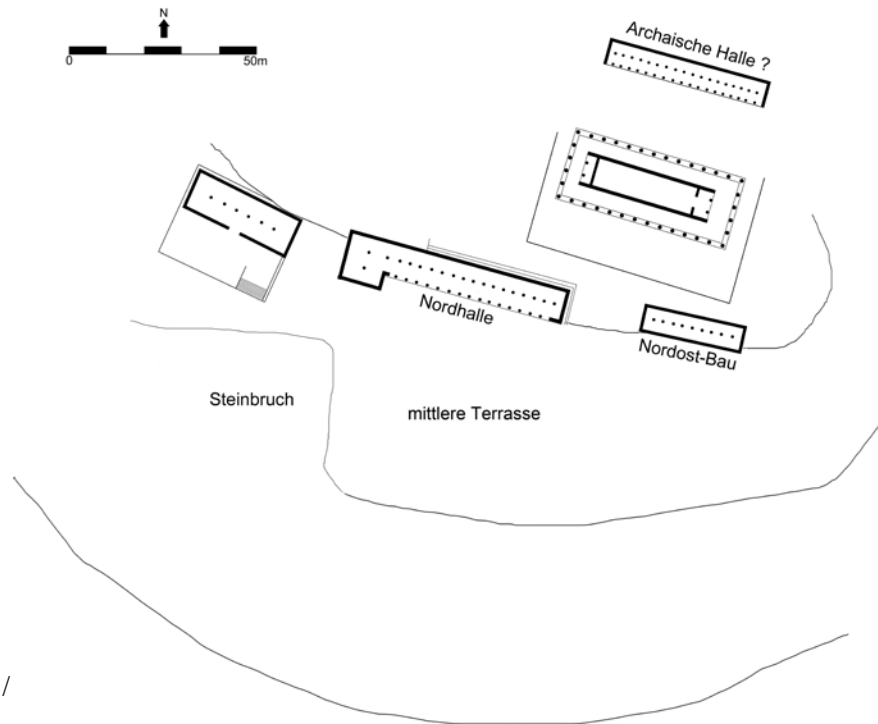 N
0 50m
Archaische Halle ?
Nordhalle
Nordost-Bau
Steinbruch
mittlere Terrasse
/